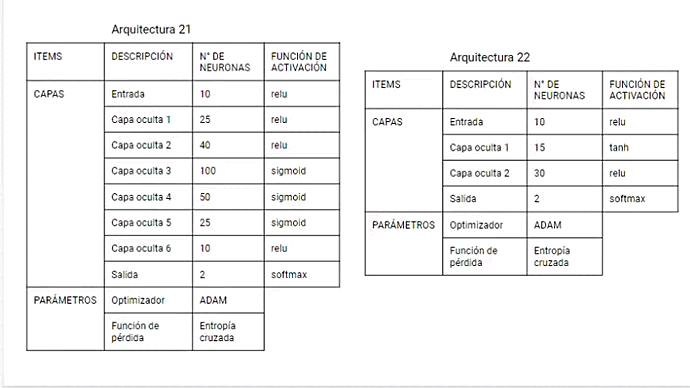 Arquitectura 21
ITEMS DESCRIPCIÓN N° DE NEURONAS FUNCIÓN DE ACTIVACIÓN
CAPAS Entrada 10 relu
Capa oculta 1 25 relu
Capa oculta 2 40 relu
Capa oculta 3 100 sigmoid
Capa oculta 4 50 sigmoid
Capa oculta 5 25 sigmoid
Capa oculta 6 10 relu
Salida 2 softmax
PARÁMETROS Optimizador ADAM
Función de pérdida Entropía cruzada
Arquitectura 22
ITEMS DESCRIPCIÓN N° DE NEURONAS FUNCIÓN DE ACTIVACIÓN
CAPAS Entrada 10 relu
Capa oculta 1 15 tanh
Capa oculta 2 30 relu
Salida 2 softmax
PARÁMETROS Optimizador ADAM
Función de pérdida Entropía cruzada